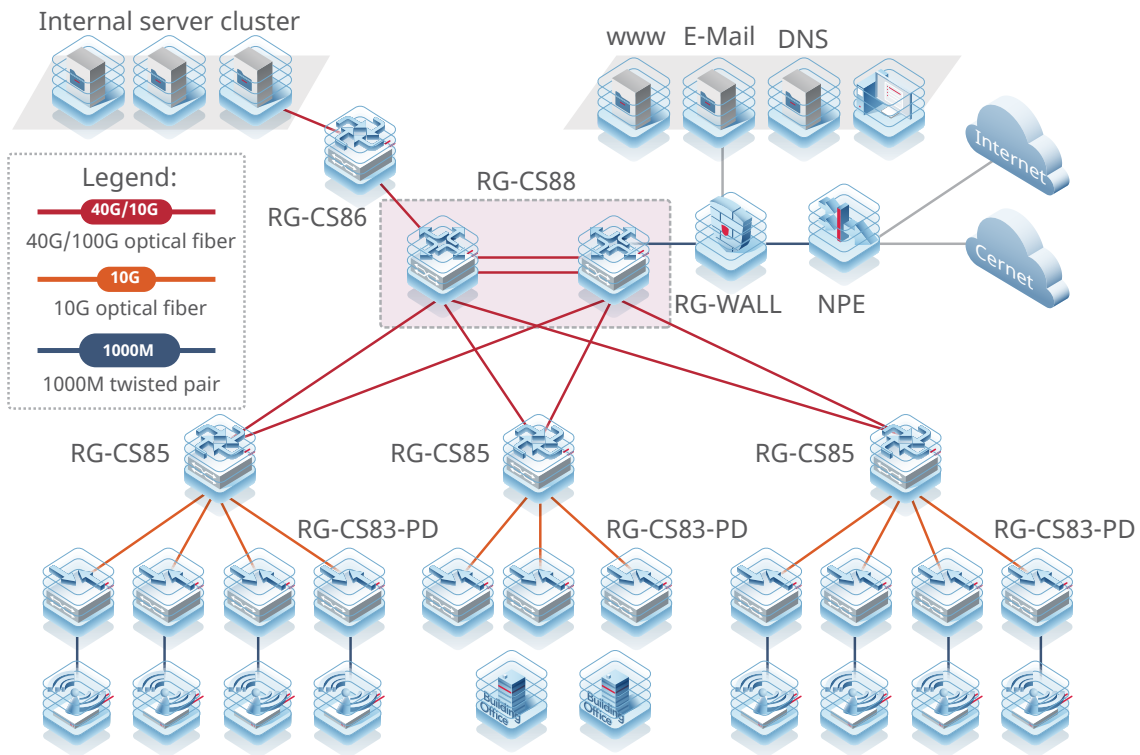 Internal server cluster
www
E-Mail
DNS
Internet
Cernet
RG-CS88
RG-CS86
RG-WALL
NPE
Legend:
40G/10G
40G/100G optical fiber
10G
10G optical fiber
1000M
1000M twisted pair
RG-CS85
RG-CS85
RG-CS85
RG-CS83-PD
RG-CS83-PD
RG-CS83-PD
Building
Office
Building
Office